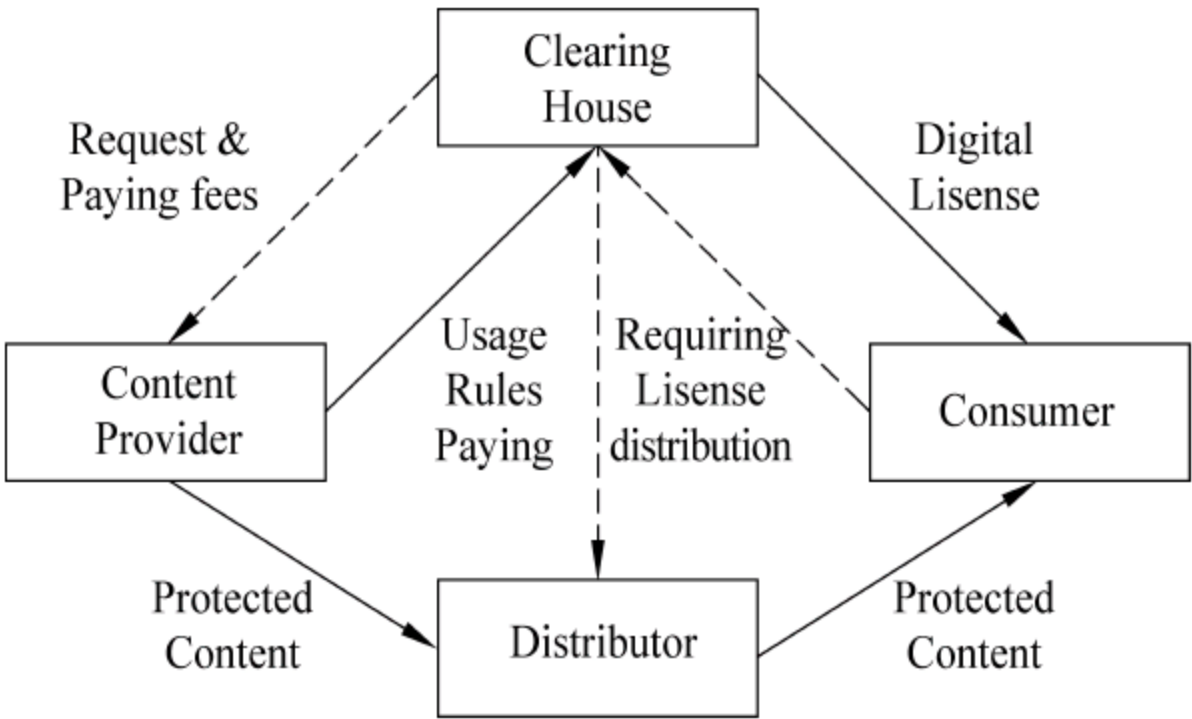 Clearing
House
Request &
Paying fees
Digital
Lisense
Usage
Rules
Paying
Requiring
Lisense
distribution
Content
Provider
Consumer
Protected
Content
Distributor
Protected
Content